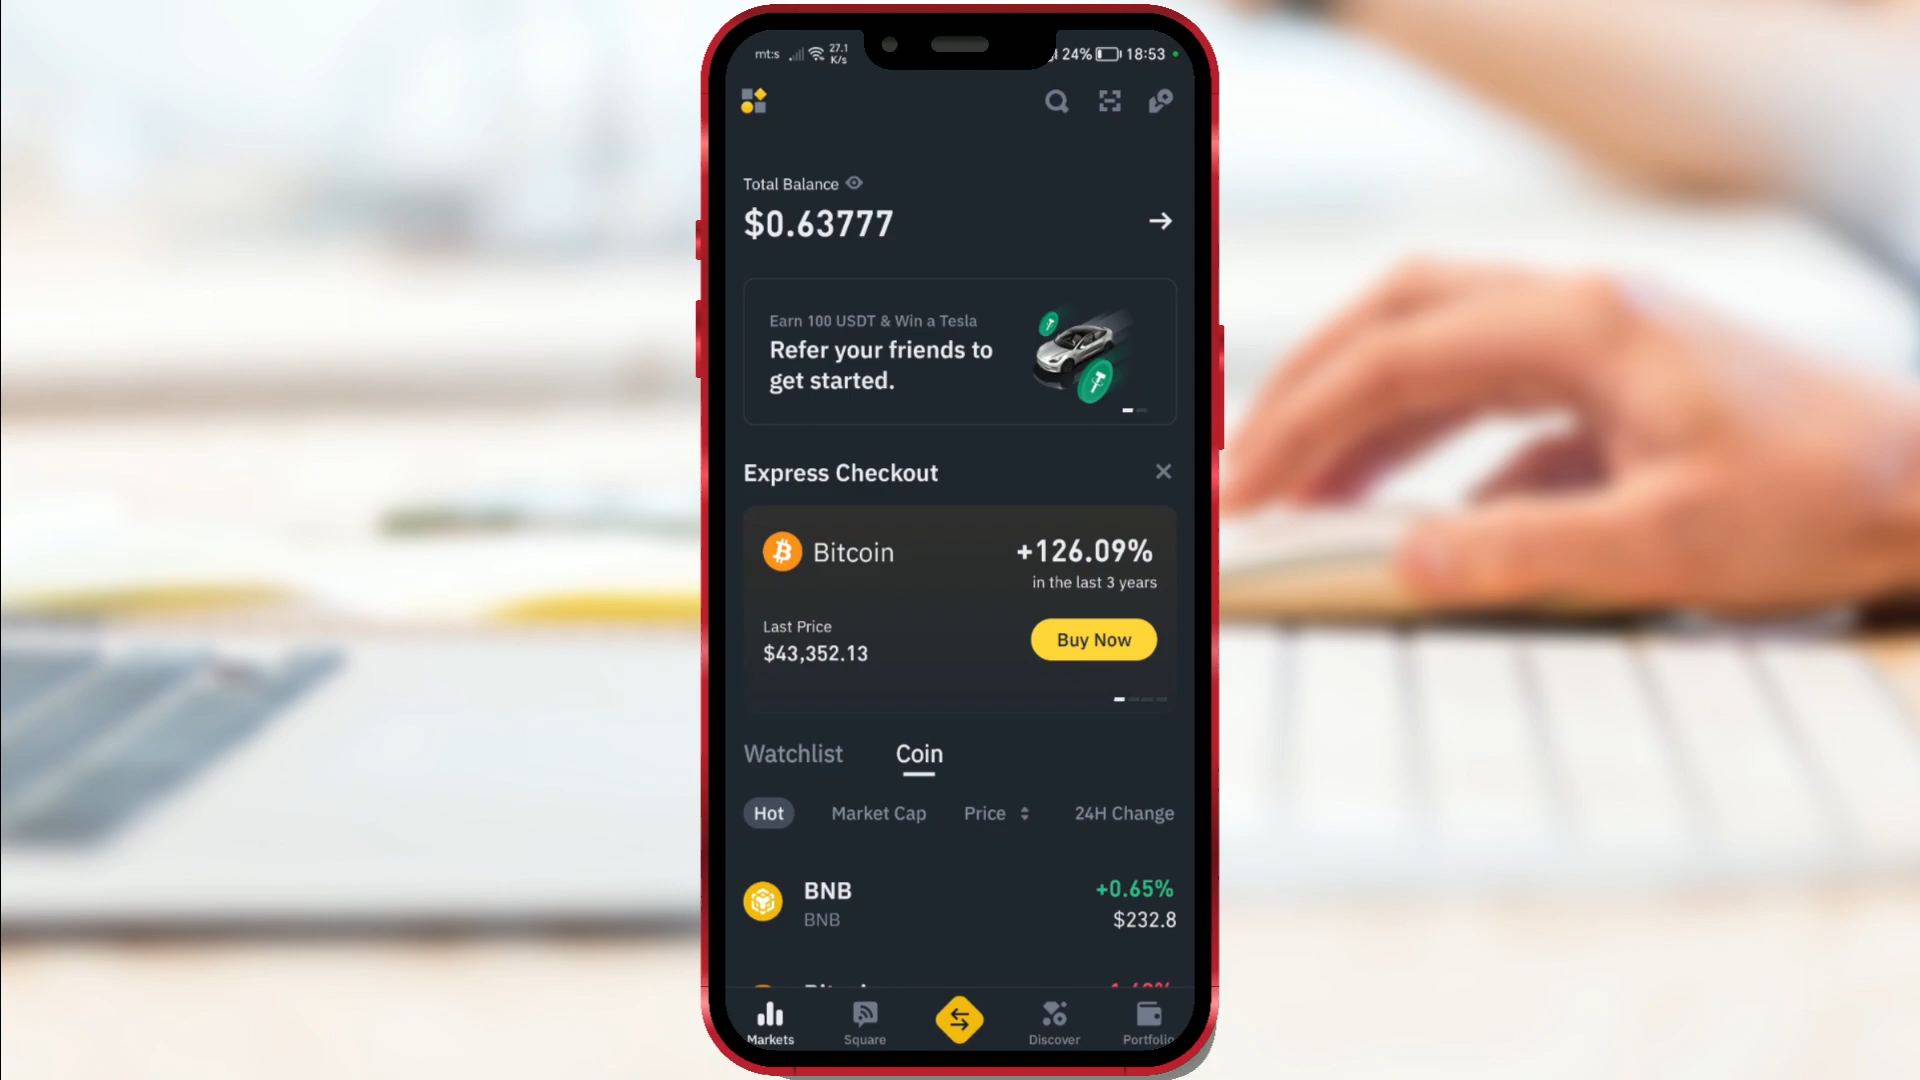 mt:s 27.1 K/s 24% 18:53
Total Balance
$0.63777
Earn 100 USDT & Win a Tesla
Refer your friends to
get started.
Express Checkout
Bitcoin +126.09%
in the last 3 years
Last Price
$43,352.13 Buy Now
Watchlist Coin
Hot Market Cap Price 24H Change
BNB +0.65%
BNB $232.8
Markets Square Discover Portfolio